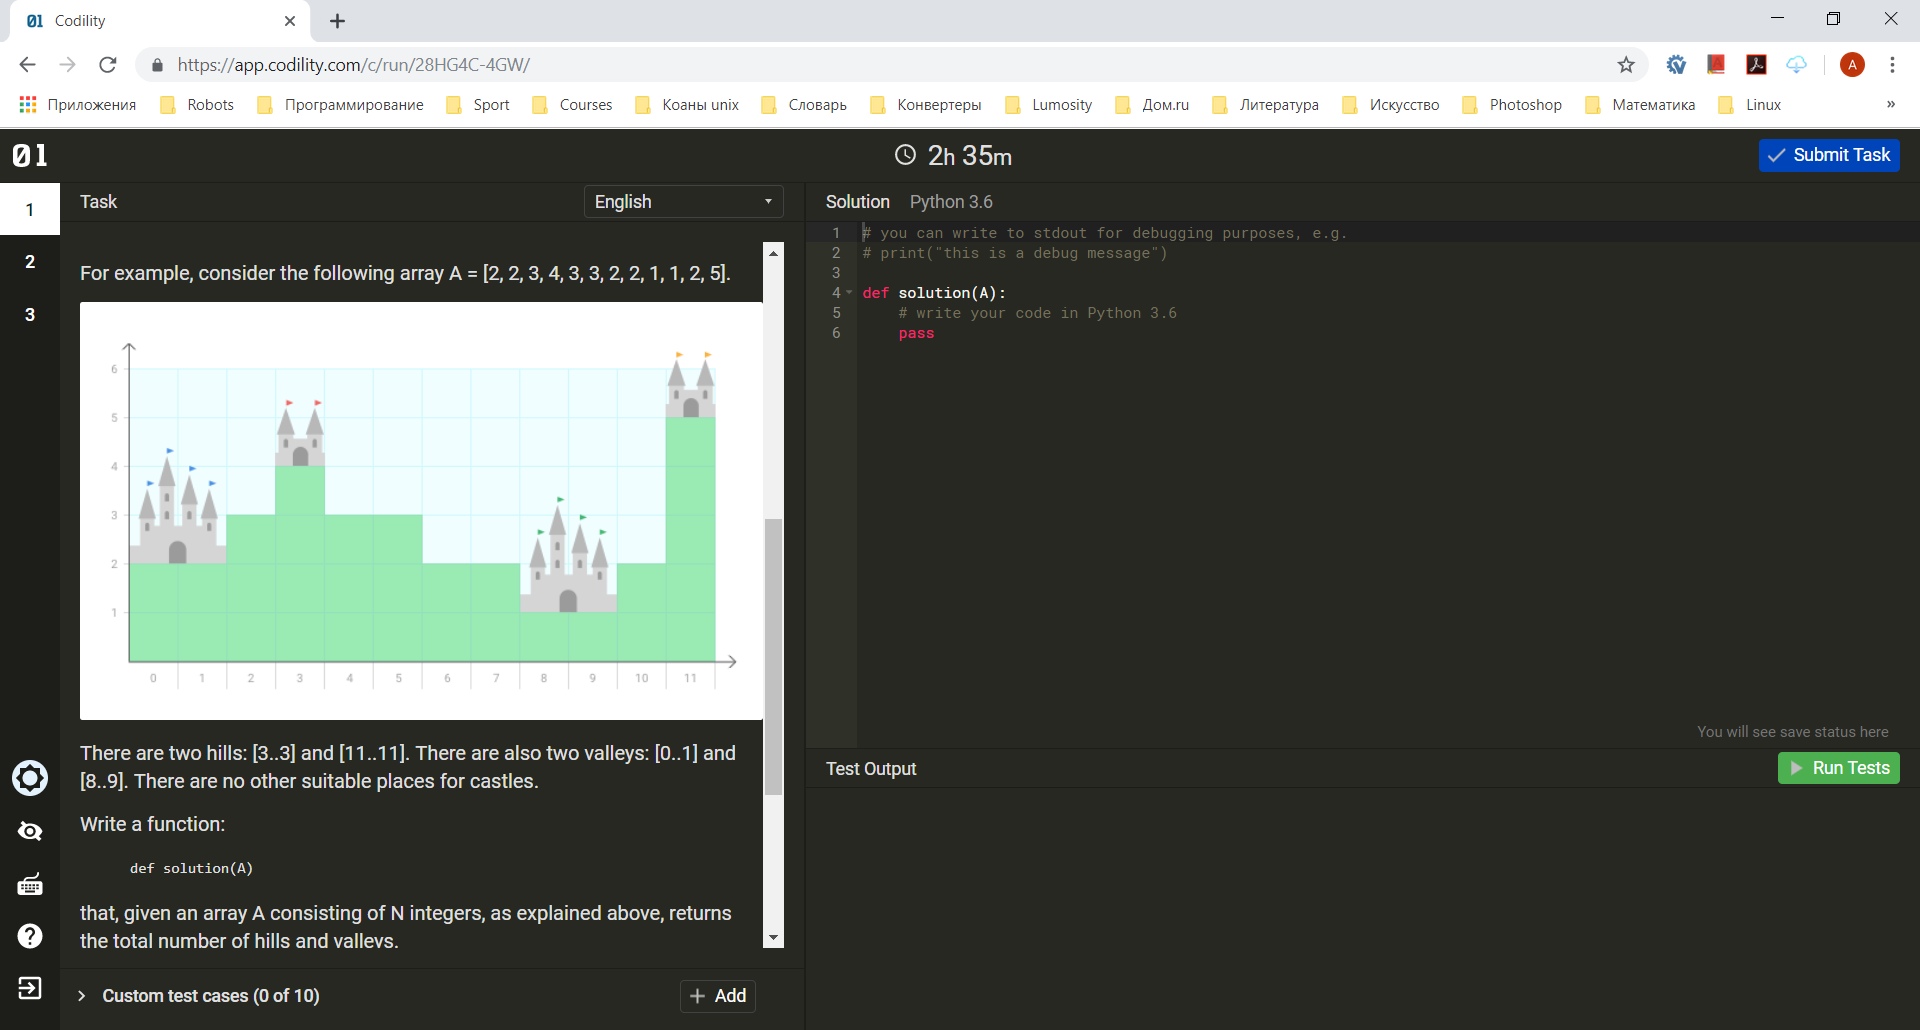 01 Codility
https://app.codility.com/c/run/28HG4C-4GW/
A
Приложения Robots Программирование Sport Courses Коаны unix Словарь Конвертеры Lumosity Дом.ru Литература Искусство Photoshop Математика Linux »
01
2h 35m
Submit Task
1
2
3
Task
English
For example, consider the following array A = [2, 2, 3, 4, 3, 3, 2, 2, 1, 1, 2, 5].
6
5
4
3
2
1
0 1 2 3 4 5 6 7 8 9 10 11
There are two hills: [3..3] and [11..11]. There are also two valleys: [0..1] and
[8..9]. There are no other suitable places for castles.
Write a function:
def solution(A)
that, given an array A consisting of N integers, as explained above, returns
the total number of hills and valleys.
Custom test cases (0 of 10)
+ Add
Solution Python 3.6
1 # you can write to stdout for debugging purposes, e.g.
2 # print("this is a debug message")
3
4 def solution(A):
5 # write your code in Python 3.6
6 pass
You will see save status here
Test Output
Run Tests